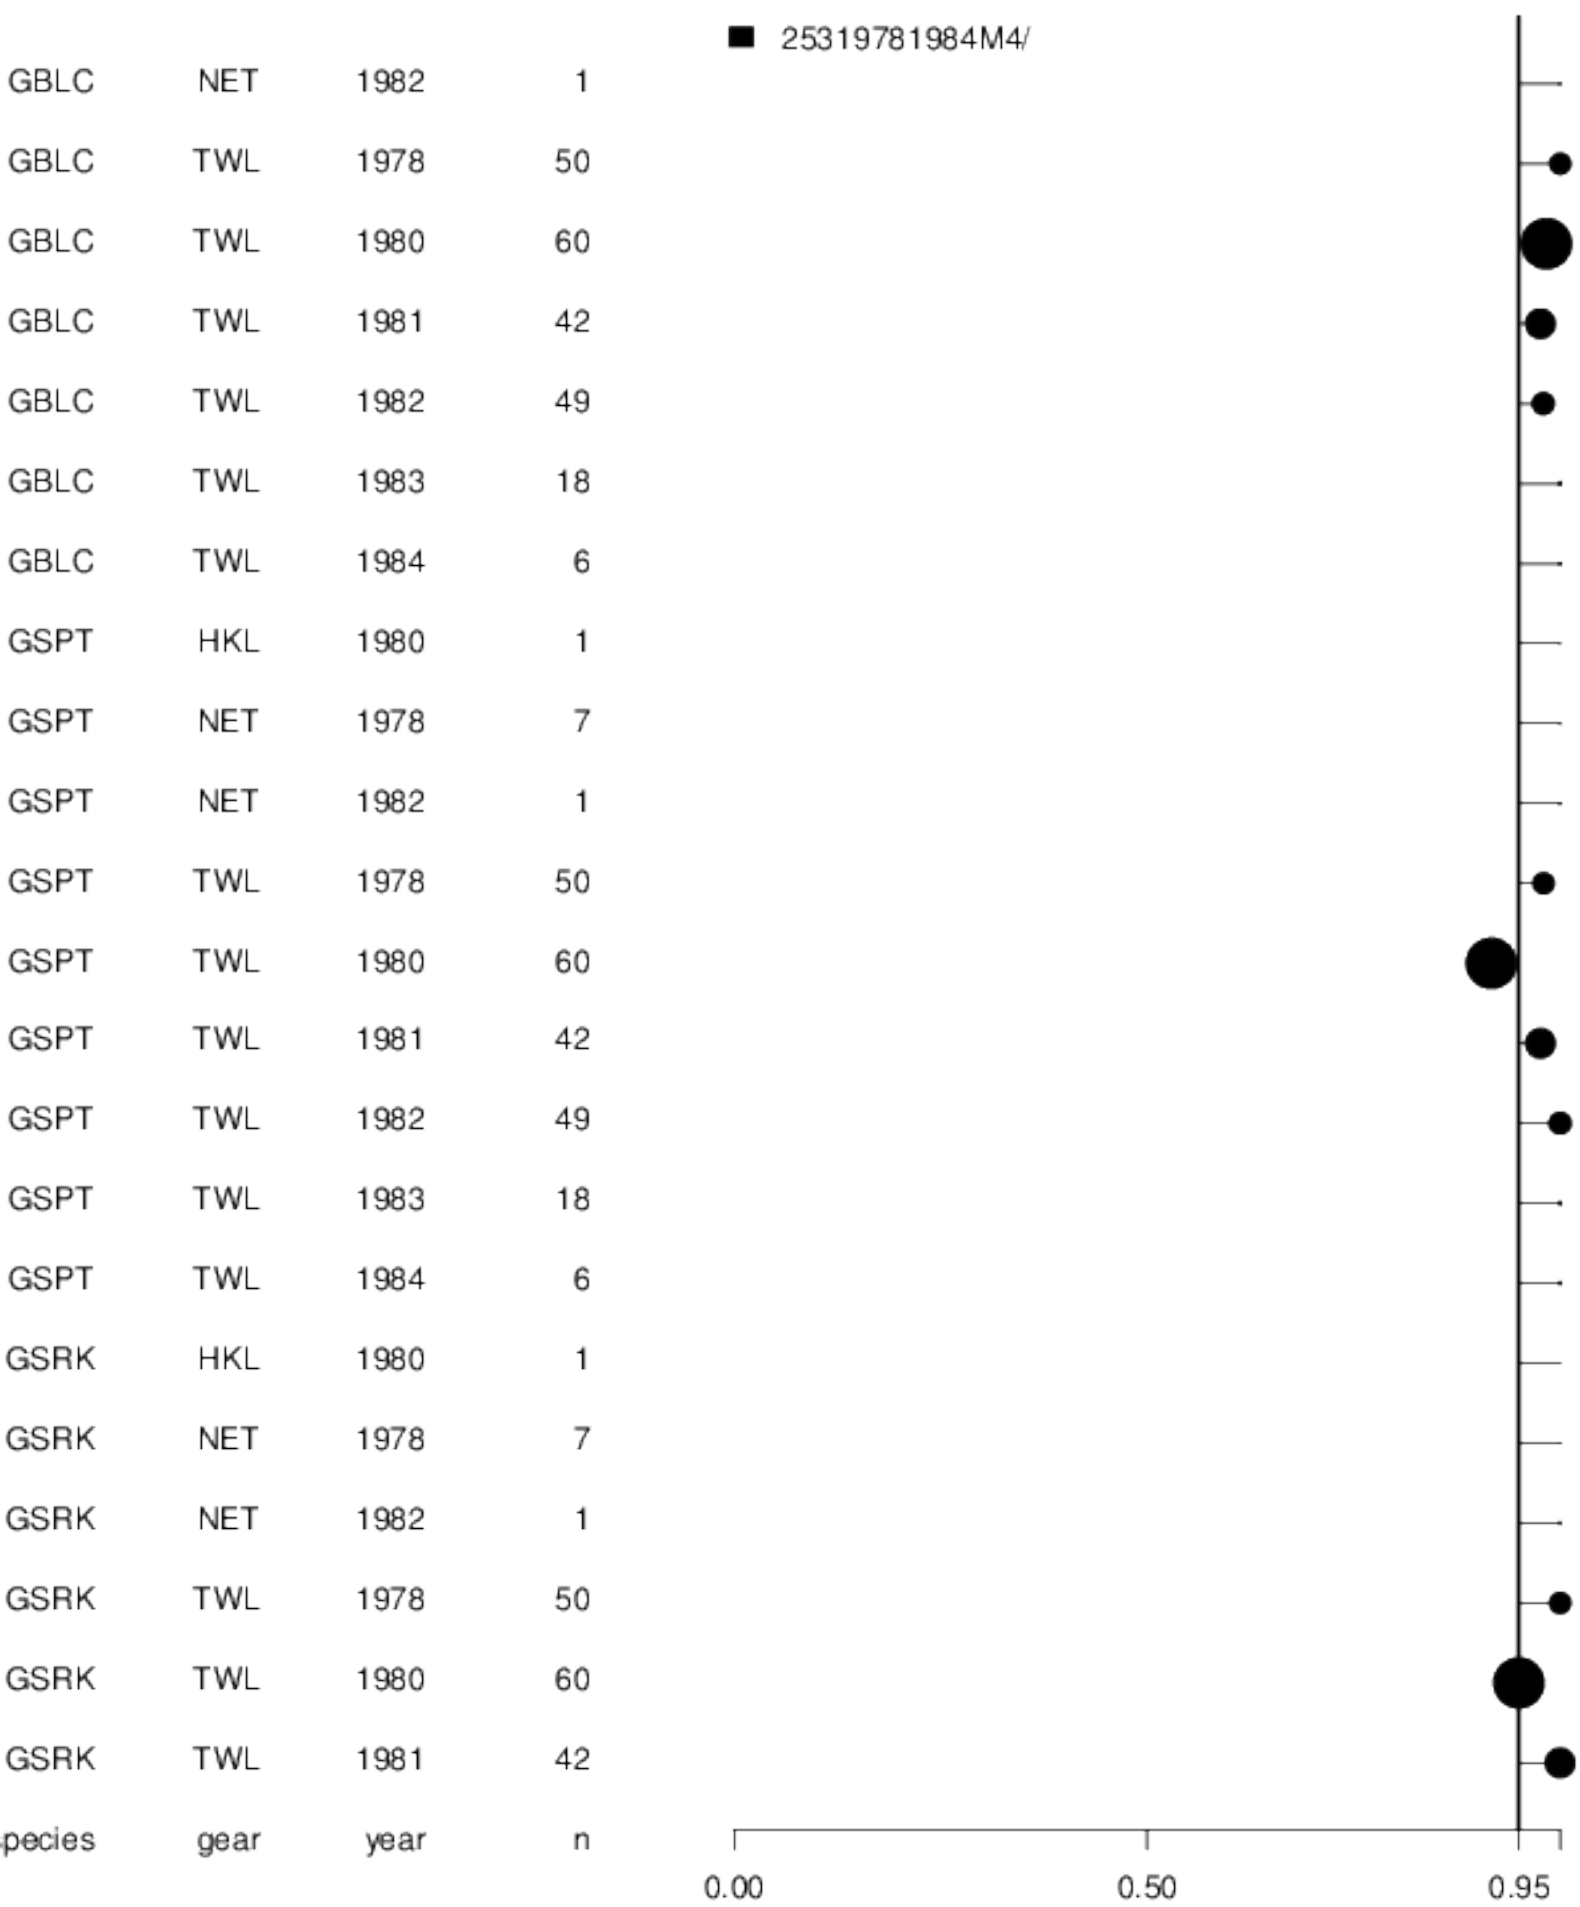 25319781984M4/
GBLC NET 1982 1
GBLC TWL 1978 50
GBLC TWL 1980 60
GBLC TWL 1981 42
GBLC TWL 1982 49
GBLC TWL 1983 18
GBLC TWL 1984 6
GSPT HKL 1980 1
GSPT NET 1978 7
GSPT NET 1982 1
GSPT TWL 1978 50
GSPT TWL 1980 60
GSPT TWL 1981 42
GSPT TWL 1982 49
GSPT TWL 1983 18
GSPT TWL 1984 6
GSRK HKL 1980 1
GSRK NET 1978 7
GSRK NET 1982 1
GSRK TWL 1978 50
GSRK TWL 1980 60
GSRK TWL 1981 42
pecies gear year n
0.00 0.50 0.95